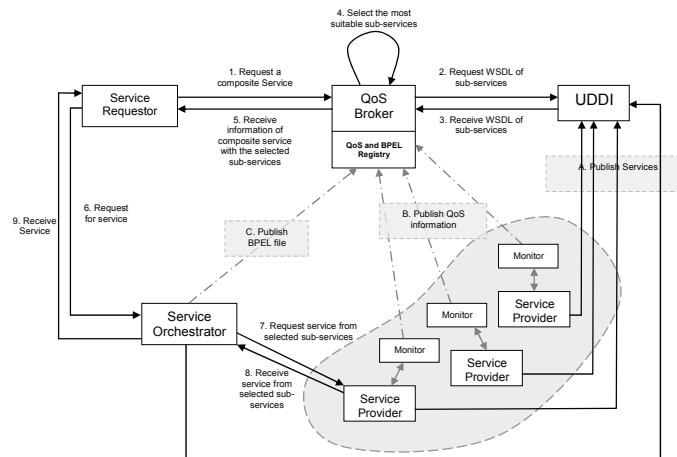 4. Select the most
suitable sub-services
1. Request a
composite Service
2. Request WSDL of
sub-services
Service
Requestor
QoS
Broker
UDDI
5. Receive
information of
composite service
with the selected
sub-services
3. Receive WSDL of
sub-services
QoS and BPEL
Registry
A. Publish Services
6. Request
for service
9. Receive
Service
C. Publish
BPEL file
B. Publish QoS
information
Monitor
Service
Provider
Monitor
Service
Orchestrator
7. Request service from
selected sub-services
Monitor
Service
Provider
8. Receive
service from
selected sub-
services
Service
Provider